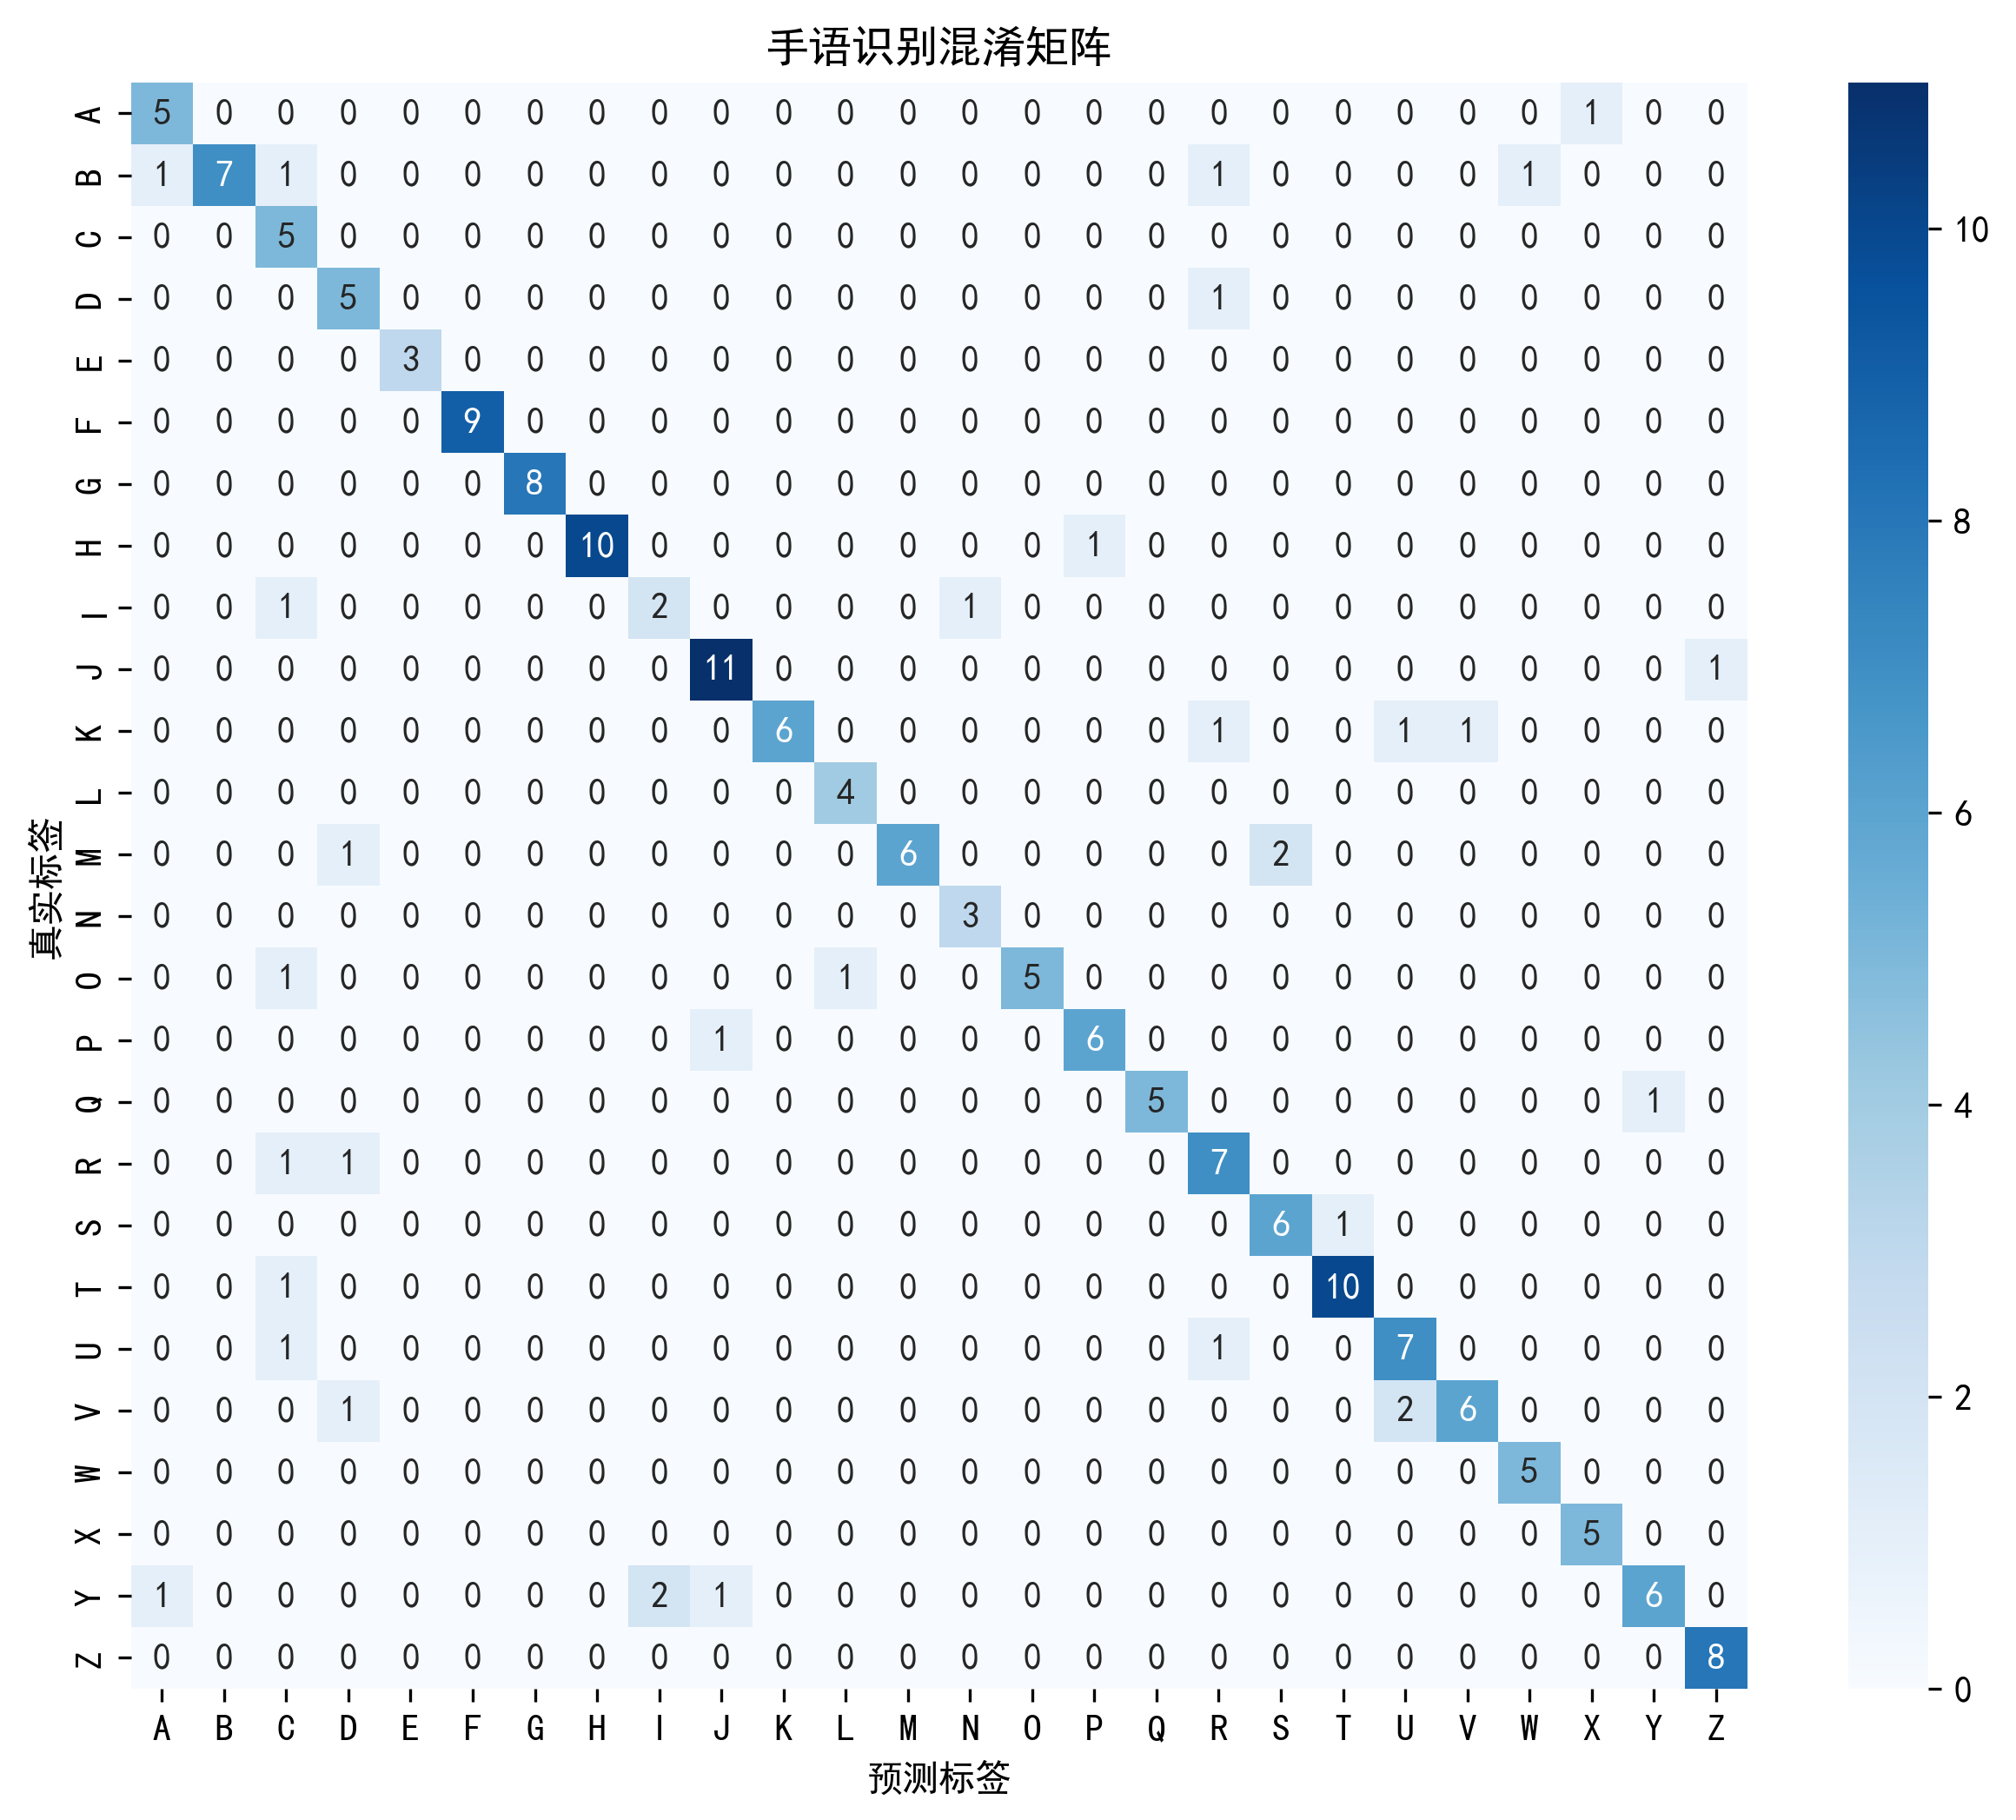 手语识别混淆矩阵
真实标签
A 5 0 0 0 0 0 0 0 0 0 0 0 0 0 0 0 0 0 0 0 0 0 0 1 0 0
B 1 7 1 0 0 0 0 0 0 0 0 0 0 0 0 0 0 1 0 0 0 0 1 0 0 0
C 0 0 5 0 0 0 0 0 0 0 0 0 0 0 0 0 0 0 0 0 0 0 0 0 0 0
D 0 0 0 5 0 0 0 0 0 0 0 0 0 0 0 0 0 1 0 0 0 0 0 0 0 0
E 0 0 0 0 3 0 0 0 0 0 0 0 0 0 0 0 0 0 0 0 0 0 0 0 0 0
F 0 0 0 0 0 9 0 0 0 0 0 0 0 0 0 0 0 0 0 0 0 0 0 0 0 0
G 0 0 0 0 0 0 8 0 0 0 0 0 0 0 0 0 0 0 0 0 0 0 0 0 0 0
H 0 0 0 0 0 0 0 10 0 0 0 0 0 0 0 1 0 0 0 0 0 0 0 0 0 0
I 0 0 1 0 0 0 0 0 2 0 0 0 0 1 0 0 0 0 0 0 0 0 0 0 0 0
J 0 0 0 0 0 0 0 0 0 11 0 0 0 0 0 0 0 0 0 0 0 0 0 0 0 1
K 0 0 0 0 0 0 0 0 0 0 6 0 0 0 0 0 0 1 0 0 1 1 0 0 0 0
L 0 0 0 0 0 0 0 0 0 0 0 4 0 0 0 0 0 0 0 0 0 0 0 0 0 0
M 0 0 0 1 0 0 0 0 0 0 0 0 6 0 0 0 0 0 2 0 0 0 0 0 0 0
N 0 0 0 0 0 0 0 0 0 0 0 0 0 3 0 0 0 0 0 0 0 0 0 0 0 0
O 0 0 1 0 0 0 0 0 0 0 0 1 0 0 5 0 0 0 0 0 0 0 0 0 0 0
P 0 0 0 0 0 0 0 0 0 1 0 0 0 0 0 6 0 0 0 0 0 0 0 0 0 0
Q 0 0 0 0 0 0 0 0 0 0 0 0 0 0 0 0 5 0 0 0 0 0 0 0 1 0
R 0 0 1 1 0 0 0 0 0 0 0 0 0 0 0 0 0 7 0 0 0 0 0 0 0 0
S 0 0 0 0 0 0 0 0 0 0 0 0 0 0 0 0 0 0 6 1 0 0 0 0 0 0
T 0 0 1 0 0 0 0 0 0 0 0 0 0 0 0 0 0 0 0 10 0 0 0 0 0 0
U 0 0 1 0 0 0 0 0 0 0 0 0 0 0 0 0 0 1 0 0 7 0 0 0 0 0
V 0 0 0 1 0 0 0 0 0 0 0 0 0 0 0 0 0 0 0 0 2 6 0 0 0 0
W 0 0 0 0 0 0 0 0 0 0 0 0 0 0 0 0 0 0 0 0 0 0 5 0 0 0
X 0 0 0 0 0 0 0 0 0 0 0 0 0 0 0 0 0 0 0 0 0 0 0 5 0 0
Y 1 0 0 0 0 0 0 0 2 1 0 0 0 0 0 0 0 0 0 0 0 0 0 0 6 0
Z 0 0 0 0 0 0 0 0 0 0 0 0 0 0 0 0 0 0 0 0 0 0 0 0 0 8
A B C D E F G H I J K L M N O P Q R S T U V W X Y Z
预测标签
10
8
6
4
2
0